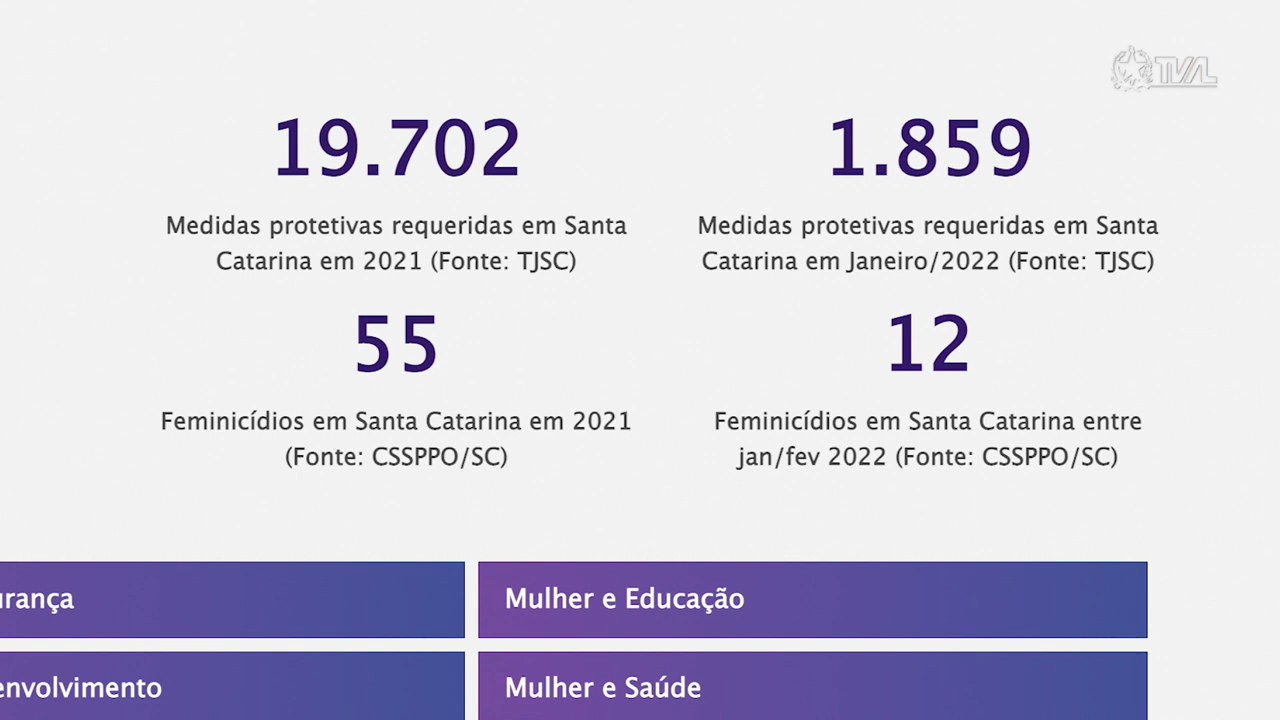 TVAL
19.702
Medidas protetivas requeridas em Santa
Catarina em 2021 (Fonte: TJSC)
1.859
Medidas protetivas requeridas em Santa
Catarina em Janeiro/2022 (Fonte: TJSC)
55
Feminicídios em Santa Catarina em 2021
(Fonte: CSSPPO/SC)
12
Feminicídios em Santa Catarina entre
jan/fev 2022 (Fonte: CSSPPO/SC)
urança
Mulher e Educação
envolvimento
Mulher e Saúde